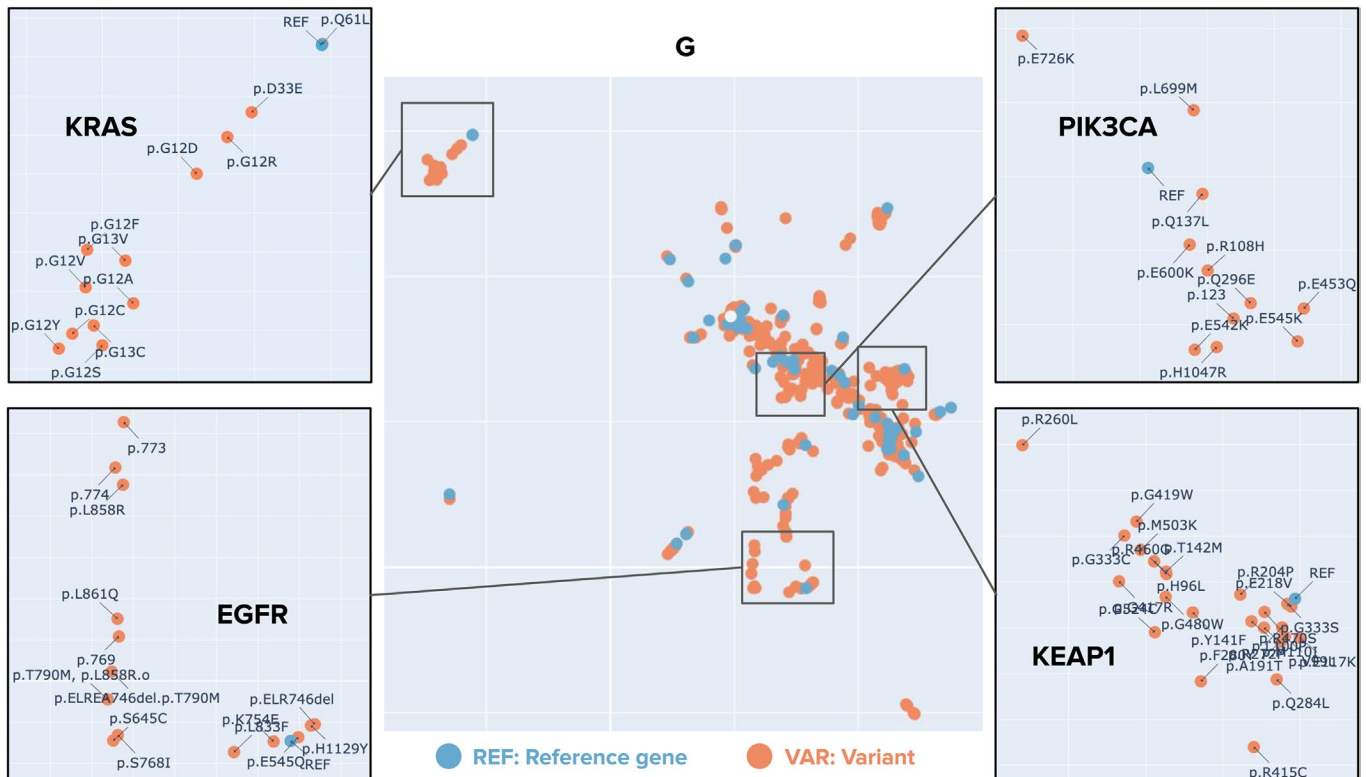 G
KRAS
REF
p.Q61L
p.D33E
p.G12D
p.G12R
p.G12F
p.G13V
p.G12V
p.G12A
p.G12C
p.G12Y
p.G13C
p.G12S
PIK3CA
p.E726K
p.L699M
REF
p.Q137L
p.R108H
p.E600K
p.Q296E
p.E453Q
p.123
p.E545K
p.E542K
p.H1047R
EGFR
p.773
p.774
p.L858R
p.L861Q
p.769
p.T790M, p.L858R.o
p.ELREA746del.p.T790M
p.ELR746del
p.S645C
p.K754E
p.L833F
p.H1129Y
p.S768I
p.E545Q
REF
KEAP1
p.R260L
p.G419W
p.M503K
p.G333C
p.R460G
p.T142M
p.R204P
REF
p.H96L
p.E218V
p.G417R
p.G480W
p.G333S
p.Y141F
p.R470S
p.A191T
p.Q284L
p.R415C
REF: Reference gene
VAR: Variant